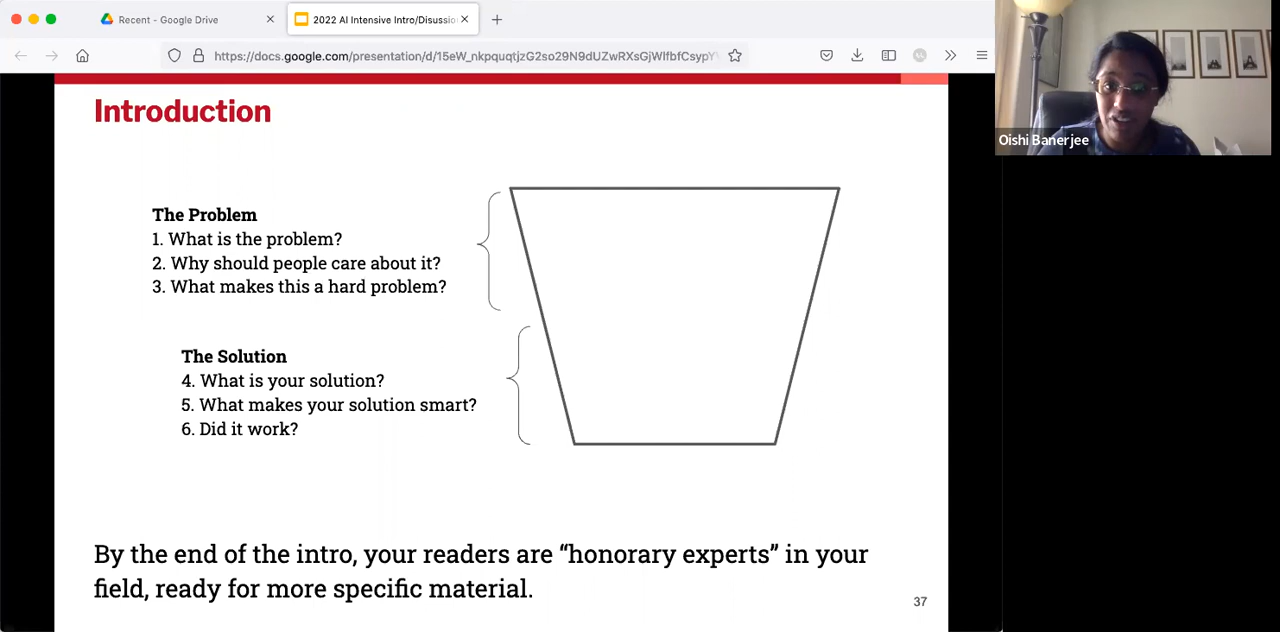 Recent - Google Drive
2022 AI Intensive Intro/Disussio
https://docs.google.com/presentation/d/15eW_nkpquqtjzG2so29N9dUZwRXsGjWlfbfCsypY
Introduction
Oishi Banerjee
The Problem
1. What is the problem?
2. Why should people care about it?
3. What makes this a hard problem?
The Solution
4. What is your solution?
5. What makes your solution smart?
6. Did it work?
By the end of the intro, your readers are “honorary experts” in your
field, ready for more specific material.
37